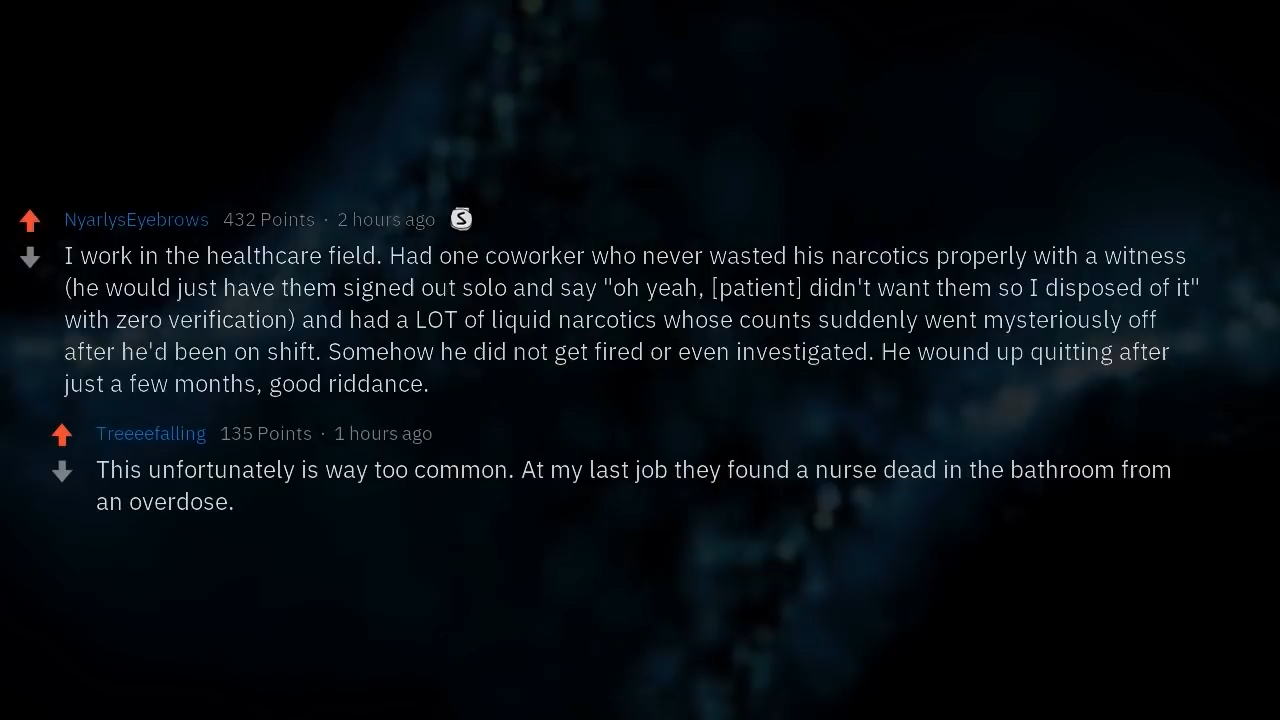 NyarlysEyebrows 432 Points · 2 hours ago S
I work in the healthcare field. Had one coworker who never wasted his narcotics properly with a witness
(he would just have them signed out solo and say "oh yeah, [patient] didn't want them so I disposed of it"
with zero verification) and had a LOT of liquid narcotics whose counts suddenly went mysteriously off
after he'd been on shift. Somehow he did not get fired or even investigated. He wound up quitting after
just a few months, good riddance.
Treeeefalling 135 Points · 1 hours ago
This unfortunately is way too common. At my last job they found a nurse dead in the bathroom from
an overdose.